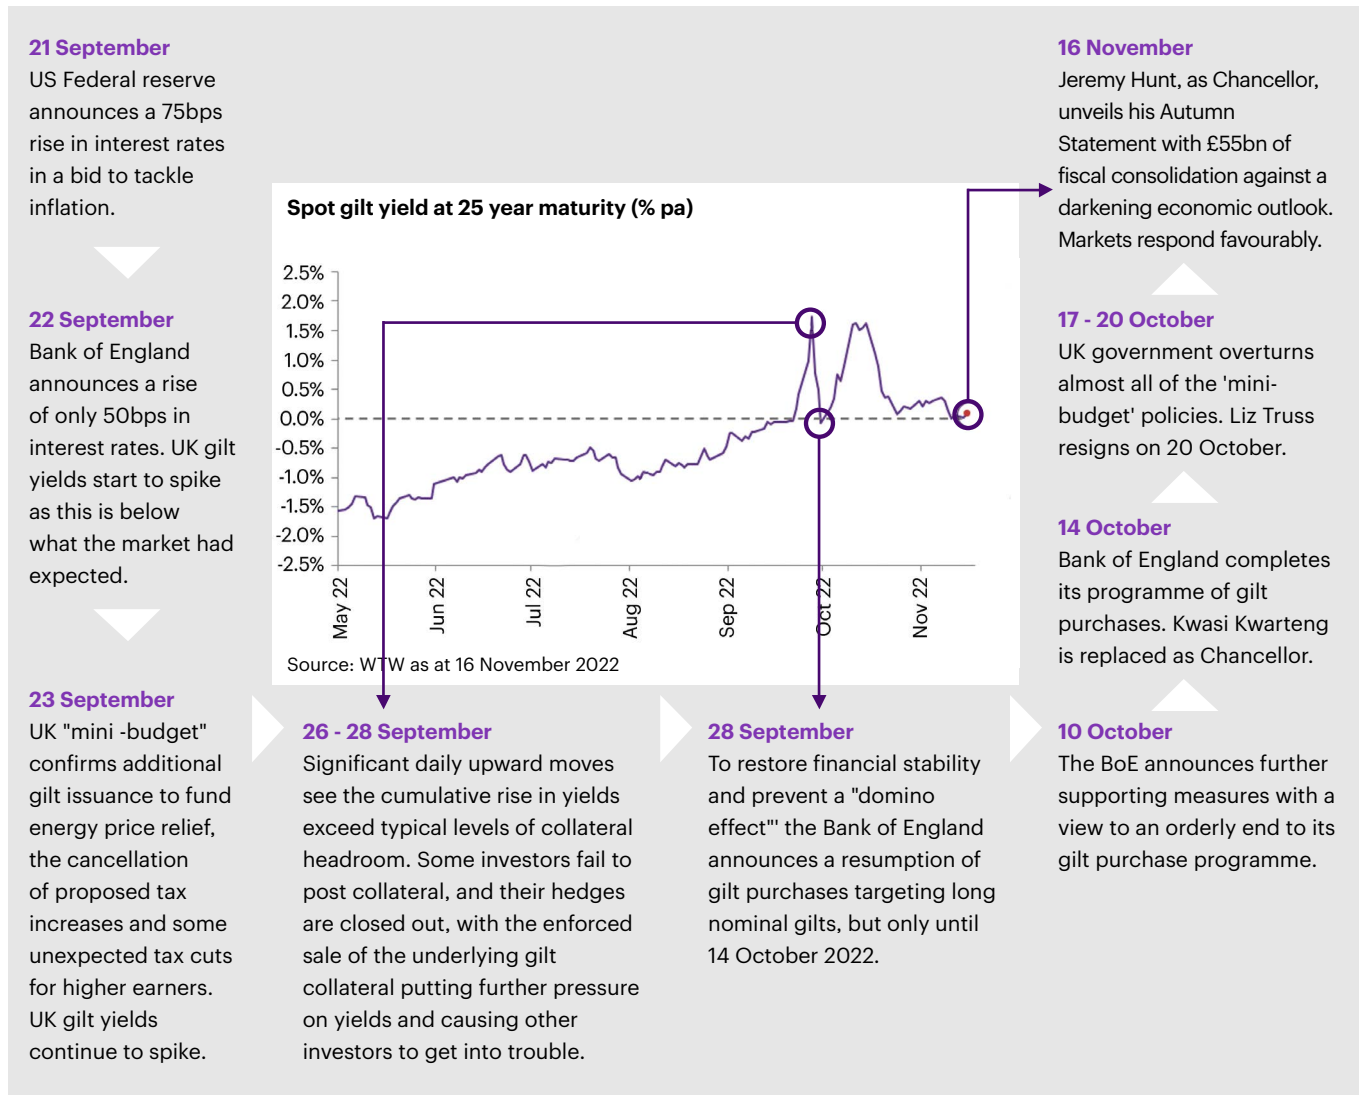 21 September
US Federal reserve
announces a 75bps
rise in interest rates
in a bid to tackle
inflation.
22 September
Bank of England
announces a rise
of only 50bps in
interest rates. UK gilt
yields start to spike
as this is below
what the market had
expected.
23 September
UK "mini -budget"
confirms additional
gilt issuance to fund
energy price relief,
the cancellation
of proposed tax
increases and some
unexpected tax cuts
for higher earners.
UK gilt yields
continue to spike.
Spot gilt yield at 25 year maturity (% pa)
2.5%
2.0%
1.5%
1.0%
0.5%
0.0%
-0.5%
-1.0%
-1.5%
-2.0%
-2.5%
May 22
Jun 22
Jul 22
Aug 22
Sep 22
Oct 22
Nov 22
Source: WTW as at 16 November 2022
26 - 28 September
Significant daily upward moves
see the cumulative rise in yields
exceed typical levels of collateral
headroom. Some investors fail to
post collateral, and their hedges
are closed out, with the enforced
sale of the underlying gilt
collateral putting further pressure
on yields and causing other
investors to get into trouble.
28 September
To restore financial stability
and prevent a "domino
effect"' the Bank of England
announces a resumption of
gilt purchases targeting long
nominal gilts, but only until
14 October 2022.
10 October
The BoE announces further
supporting measures with a
view to an orderly end to its
gilt purchase programme.
14 October
Bank of England completes
its programme of gilt
purchases. Kwasi Kwarteng
is replaced as Chancellor.
17 - 20 October
UK government overturns
almost all of the 'mini-
budget' policies. Liz Truss
resigns on 20 October.
16 November
Jeremy Hunt, as Chancellor,
unveils his Autumn
Statement with £55bn of
fiscal consolidation against a
darkening economic outlook.
Markets respond favourably.